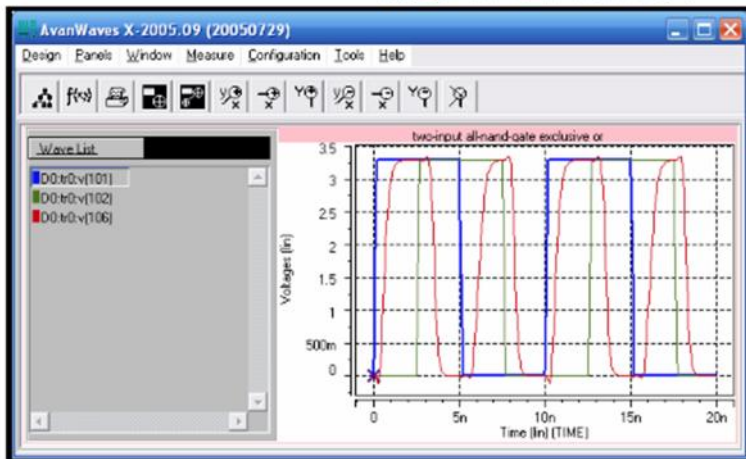 AvanWaves X-2005.09 (20050729)
Design Panels Window Measure Configuration Tools Help
f(x) y/x x Y y/x x Y
Wave List
D0:tr0:v(101)
D0:tr0:v(102)
D0:tr0:v(106)
two-input all-nand-gate exclusive or
Voltages (lin)
3.5
3
2.5
2
1.5
1
500m
0
0 5n 10n 15n 20n
Time (lin) (TIME)